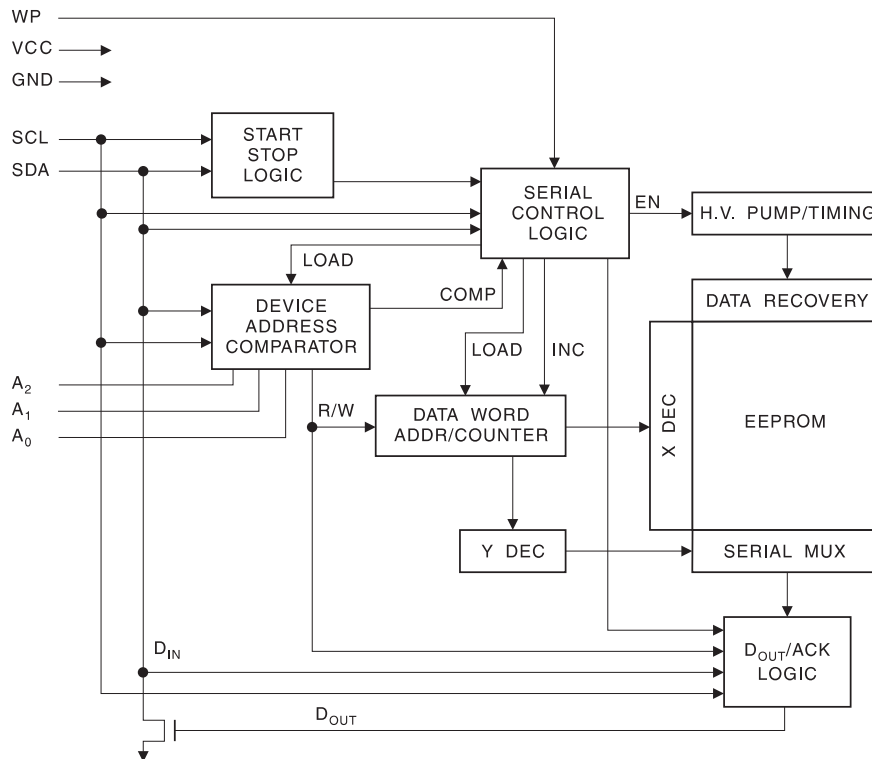 WP
VCC
GND
SCL
SDA
START
STOP
LOGIC
SERIAL
CONTROL
LOGIC
EN
H.V. PUMP/TIMING
LOAD
COMP
DATA RECOVERY
DEVICE
ADDRESS
COMPARATOR
LOAD
INC
A2
A1
A0
R/W
DATA WORD
ADDR/COUNTER
X DEC
EEPROM
Y DEC
SERIAL MUX
DIN
DOUT/ACK
LOGIC
DOUT